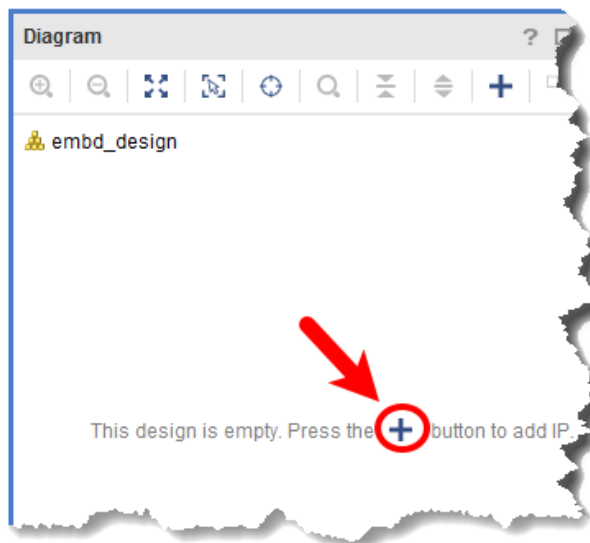 Diagram
?
embd_design
This design is empty. Press the + button to add IP.